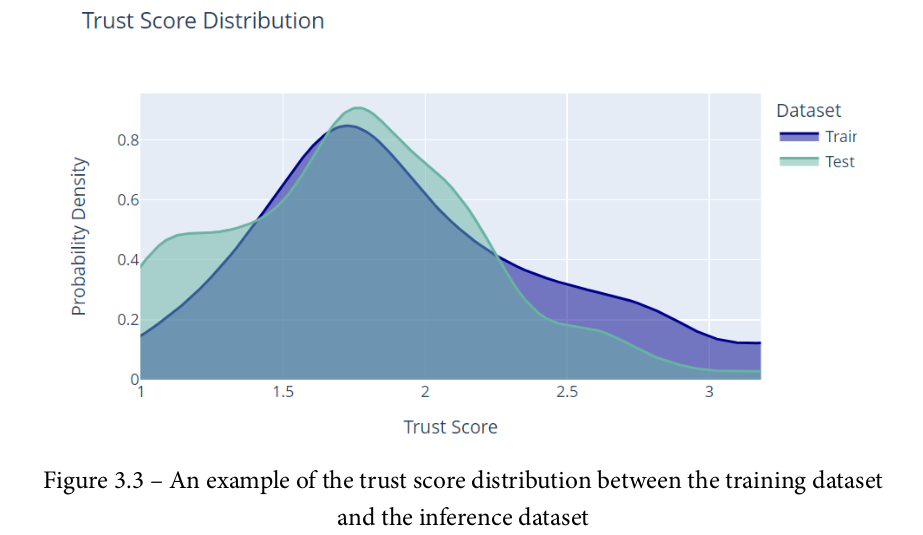 Trust Score Distribution
Dataset
Trair
Test
Probability Density
0.8
0.6
0.4
0.2
0
1
1.5
2
2.5
3
Trust Score
Figure 3.3 – An example of the trust score distribution between the training dataset
and the inference dataset